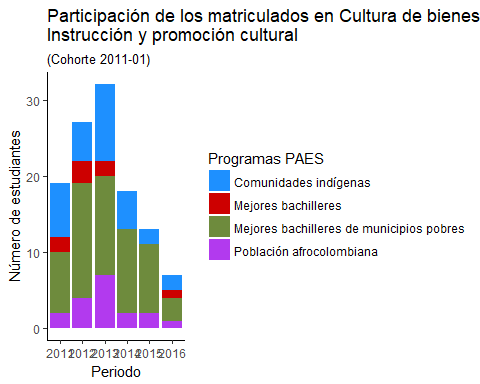 Participación de los matriculados en Cultura de bienes
Instrucción y promoción cultural
(Cohorte 2011-01)
Número de estudiantes
30
20
10
0
2011 2012 2013 2014 2015 2016
Periodo
Programas PAES
Comunidades indígenas
Mejores bachilleres
Mejores bachilleres de municipios pobres
Población afrocolombiana